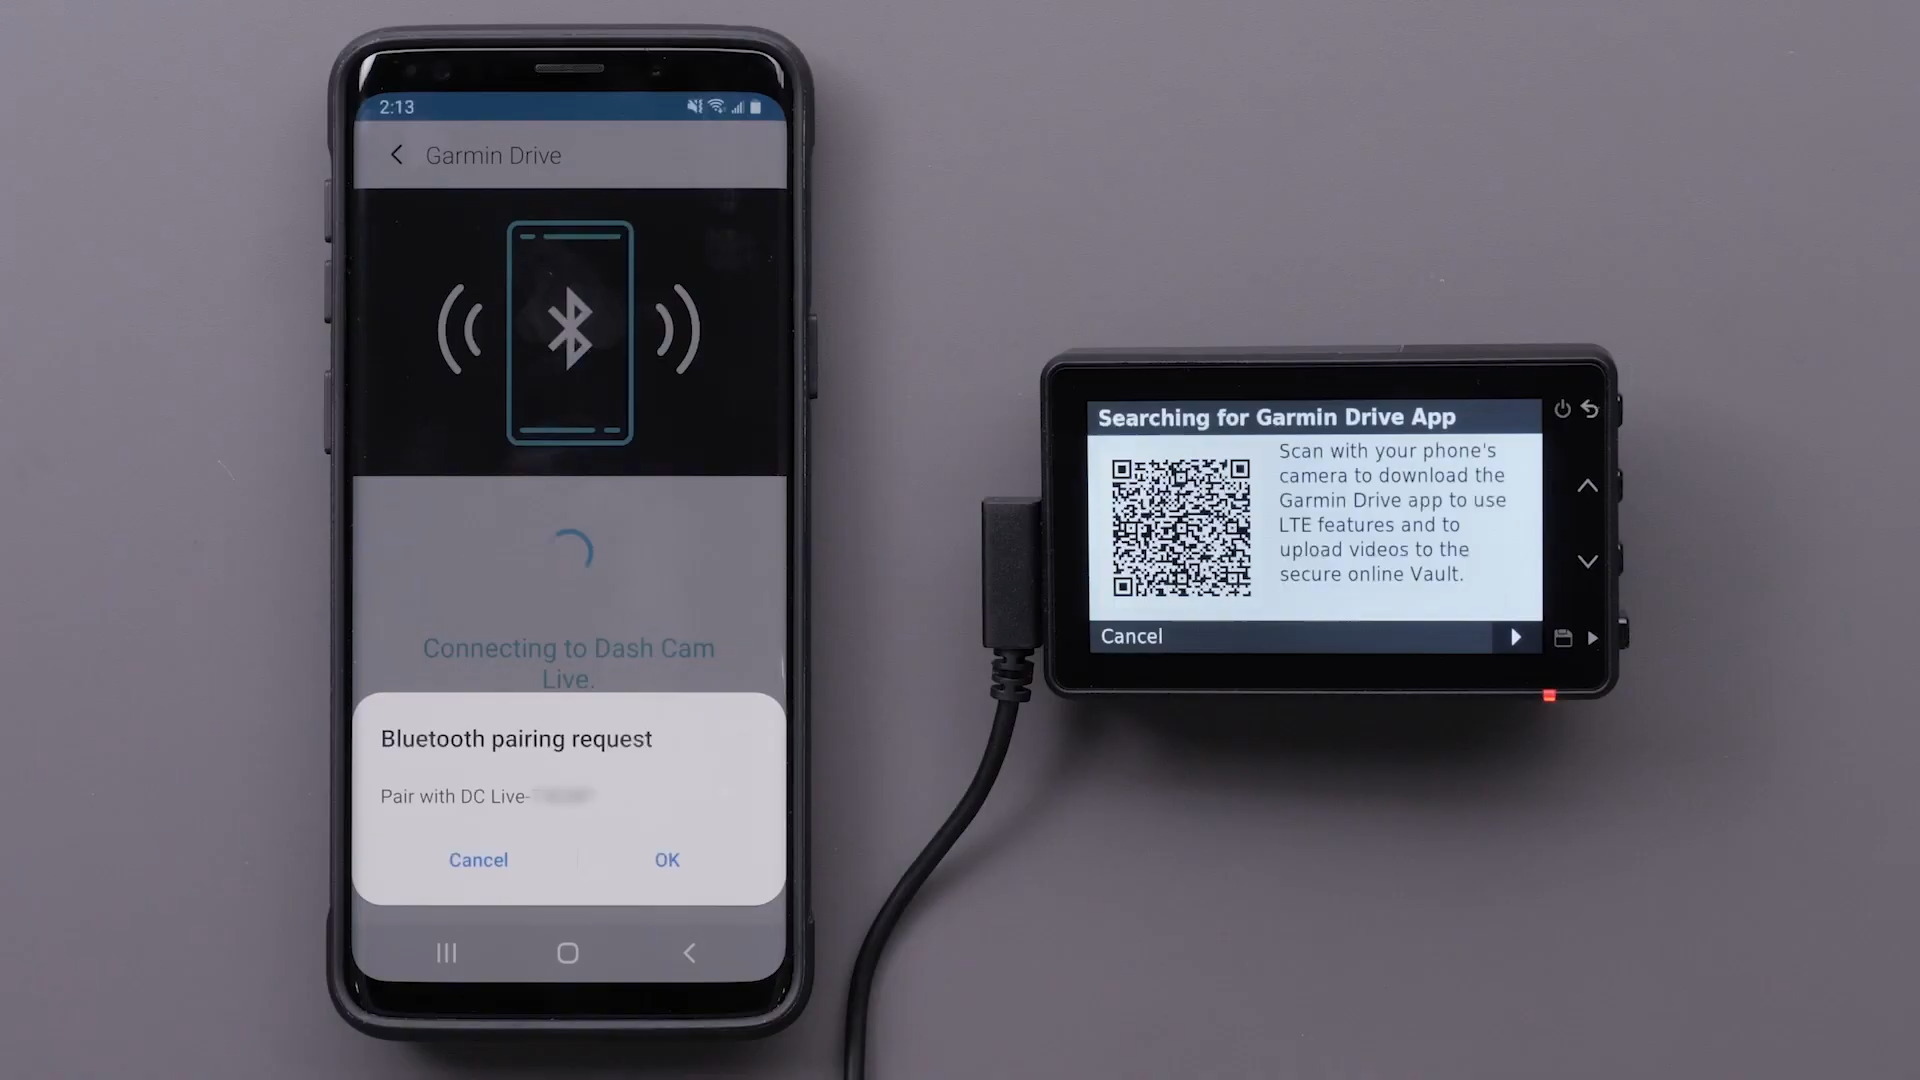 2:13
Garmin Drive
Connecting to Dash Cam
Live.
Bluetooth pairing request
Pair with DC Live-
Cancel
OK
Searching for Garmin Drive App
Scan with your phone's
camera to download the
Garmin Drive app to use
LTE features and to
upload videos to the
secure online Vault.
Cancel